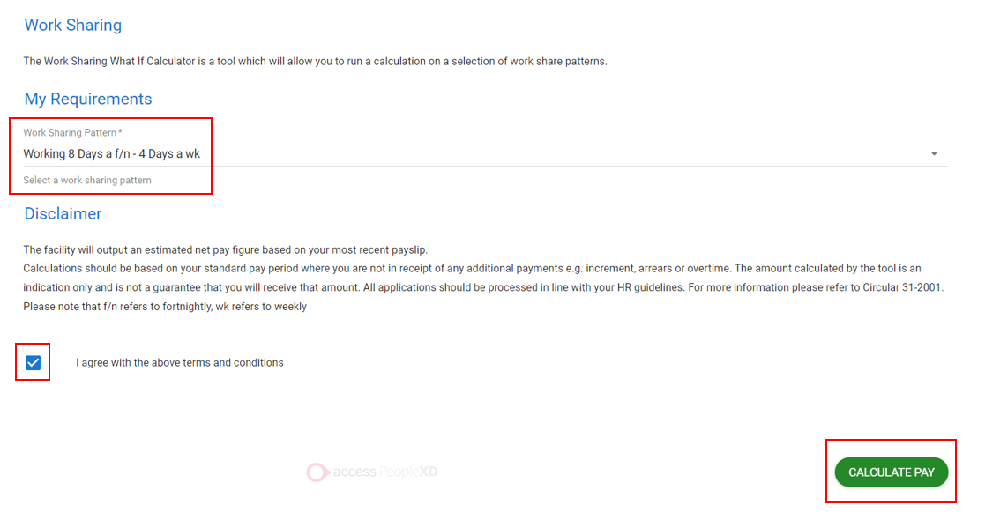 Work Sharing
The Work Sharing What If Calculator is a tool which will allow you to run a calculation on a selection of work share patterns.
My Requirements
Work Sharing Pattern *
Working 8 Days a f/n - 4 Days a wk
Select a work sharing pattern
Disclaimer
The facility will output an estimated net pay figure based on your most recent payslip.
Calculations should be based on your standard pay period where you are not in receipt of any additional payments e.g. increment, arrears or overtime. The amount calculated by the tool is an
indication only and is not a guarantee that you will receive that amount. All applications should be processed in line with your HR guidelines. For more information please refer to Circular 31-2001.
Please note that f/n refers to fortnightly, wk refers to weekly
I agree with the above terms and conditions
access PeopleXD
CALCULATE PAY